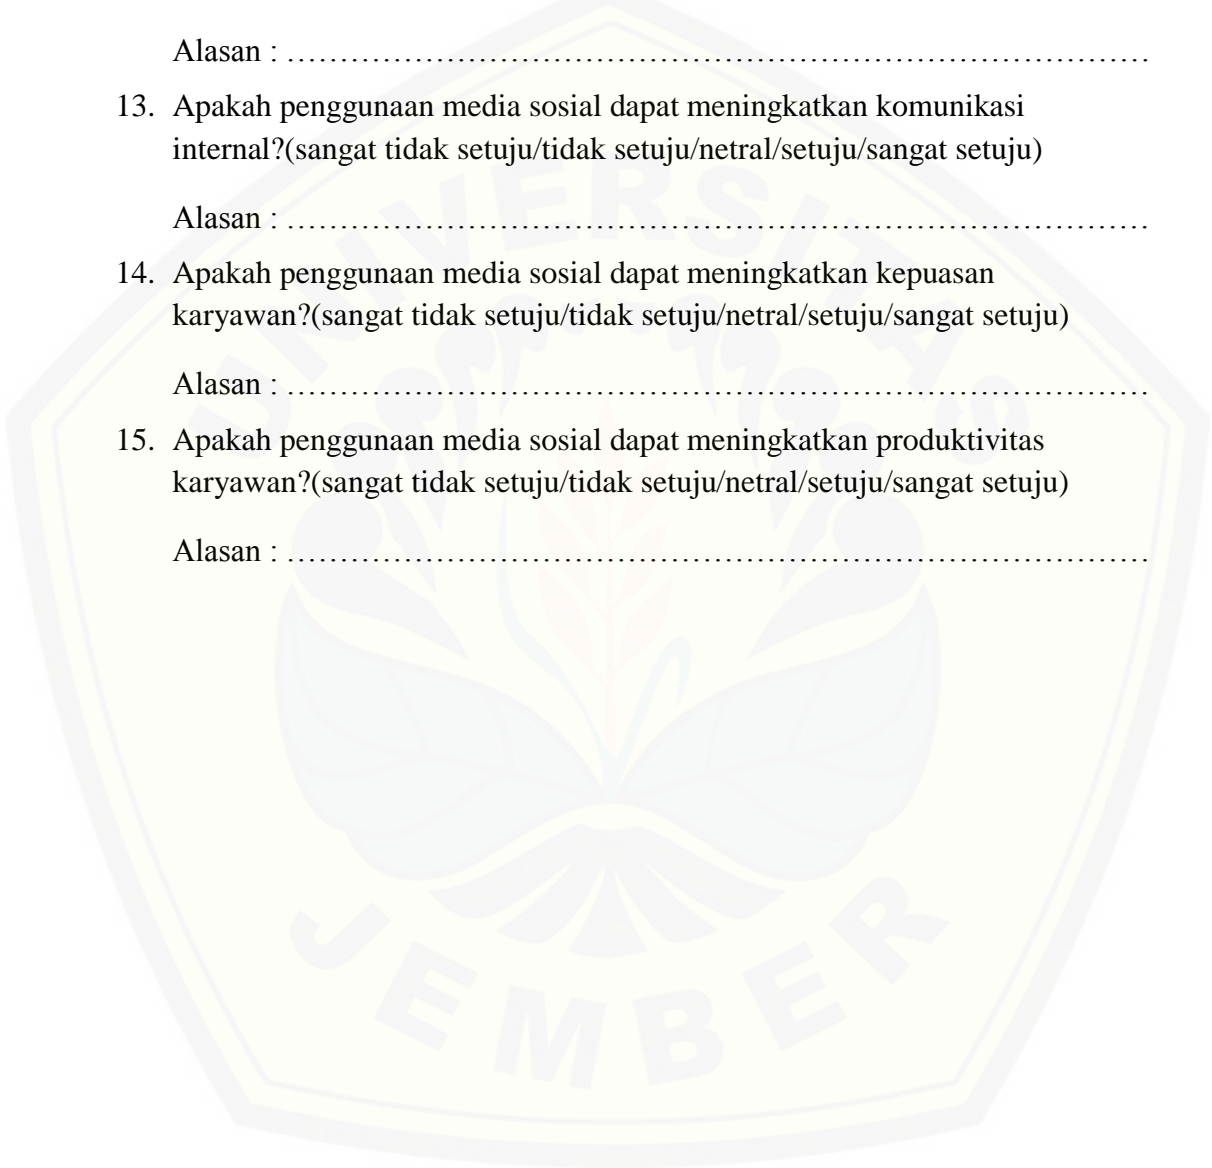 Alasan : ………………………………………………………………………
13. Apakah penggunaan media sosial dapat meningkatkan komunikasi
internal?(sangat tidak setuju/tidak setuju/netral/setuju/sangat setuju)
Alasan : ………………………………………………………………………
14. Apakah penggunaan media sosial dapat meningkatkan kepuasan
karyawan?(sangat tidak setuju/tidak setuju/netral/setuju/sangat setuju)
Alasan : ………………………………………………………………………
15. Apakah penggunaan media sosial dapat meningkatkan produktivitas
karyawan?(sangat tidak setuju/tidak setuju/netral/setuju/sangat setuju)
Alasan : ………………………………………………………………………
UNIVERSITAS
JEMBER